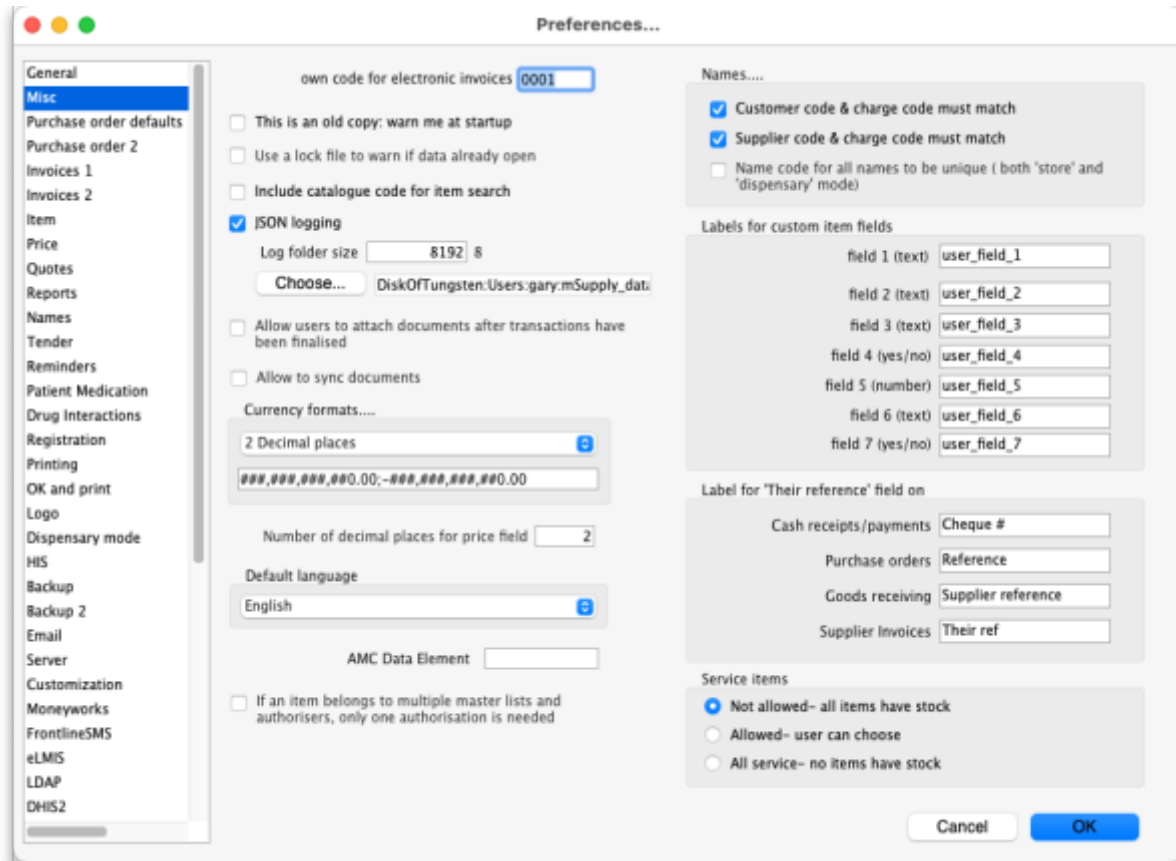 Preferences...
General
Misc
Purchase order defaults
Purchase order 2
Invoices 1
Invoices 2
Item
Price
Quotes
Reports
Names
Tender
Reminders
Patient Medication
Drug Interactions
Registration
Printing
OK and print
Logo
Dispensary mode
HIS
Backup
Backup 2
Email
Server
Customization
Moneyworks
FrontlineSMS
eLMIS
LDAP
DHIS2
own code for electronic invoices 0001
This is an old copy: warn me at startup
Use a lock file to warn if data already open
Include catalogue code for item search
JSON logging
Log folder size 8192 8
Choose... DiskOfTungsten:Users:gary:mSupply_data
Allow users to attach documents after transactions have
been finalised
Allow to sync documents
Currency formats....
2 Decimal places
###,###,###,##0.00;-###,###,###,##0.00
Number of decimal places for price field 2
Default language
English
AMC Data Element
If an item belongs to multiple master lists and
authorisers, only one authorisation is needed
Names....
Customer code & charge code must match
Supplier code & charge code must match
Name code for all names to be unique ( both 'store' and
'dispensary' mode)
Labels for custom item fields
field 1 (text) user_field_1
field 2 (text) user_field_2
field 3 (text) user_field_3
field 4 (yes/no) user_field_4
field 5 (number) user_field_5
field 6 (text) user_field_6
field 7 (yes/no) user_field_7
Label for 'Their reference' field on
Cash receipts/payments Cheque #
Purchase orders Reference
Goods receiving Supplier reference
Supplier Invoices Their ref
Service items
Not allowed- all items have stock
Allowed- user can choose
All service- no items have stock
Cancel OK